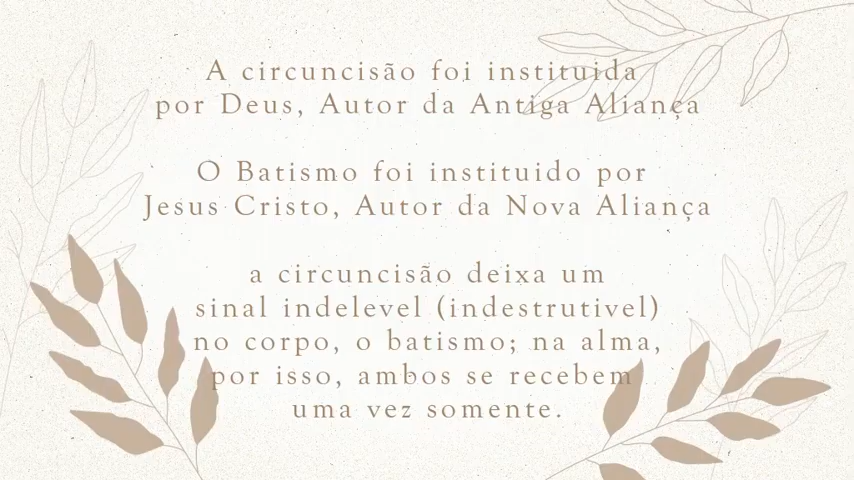 A circuncisão foi instituida
por Deus, Autor da Antiga Aliança
O Batismo foi instituido por
Jesus Cristo, Autor da Nova Aliança
a circuncisão deixa um
sinal indelevel (indestrutivel)
no corpo, o batismo; na alma,
por isso, ambos se recebem
uma vez somente.